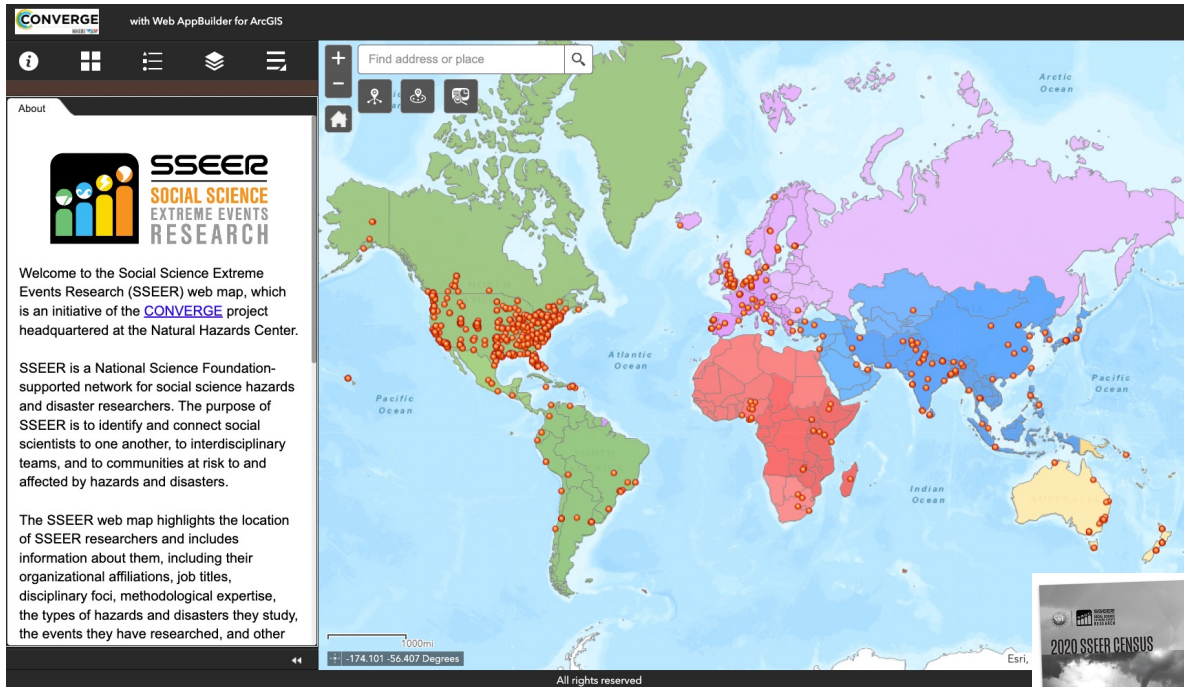 CONVERGE
with Web AppBuilder for ArcGIS
Find address or place
About
SSEER
SOCIAL SCIENCE
EXTREME EVENTS
RESEARCH
Welcome to the Social Science Extreme
Events Research (SSEER) web map, which
is an initiative of the CONVERGE project
headquartered at the Natural Hazards Center.
SSEER is a National Science Foundation-
supported network for social science hazards
and disaster researchers. The purpose of
SSEER is to identify and connect social
scientists to one another, to interdisciplinary
teams, and to communities at risk to and
affected by hazards and disasters.
The SSEER web map highlights the location
of SSEER researchers and includes
information about them, including their
organizational affiliations, job titles,
disciplinary foci, methodological expertise,
the types of hazards and disasters they study,
the events they have researched, and other
Arctic
Ocean
Atlantic
Ocean
Pacific
Ocean
Pacific
Ocean
Indian
Ocean
1000mi
-174.101 -56.407 Degrees
Esri,
All rights reserved
SSEER
SOCIAL SCIENCE
EXTREME EVENTS
RESEARCH
2020 SSEER CENSUS